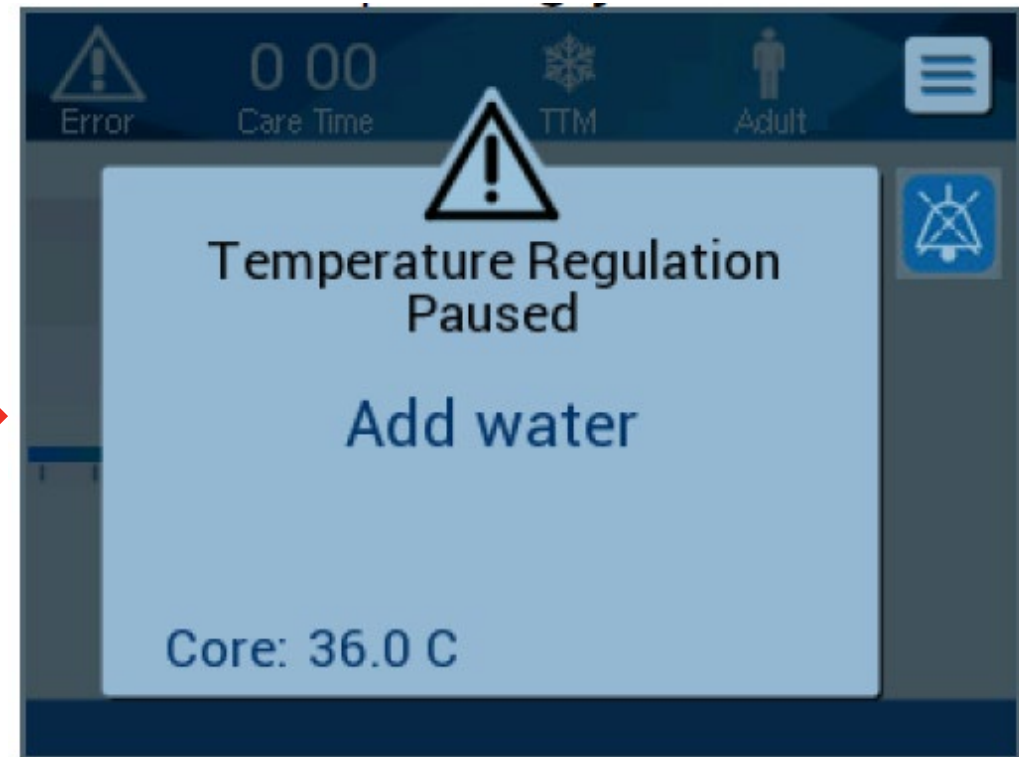 Error
0 00
Care Time
TTM
Adult
Temperature Regulation
Paused
Add water
Core: 36.0 C